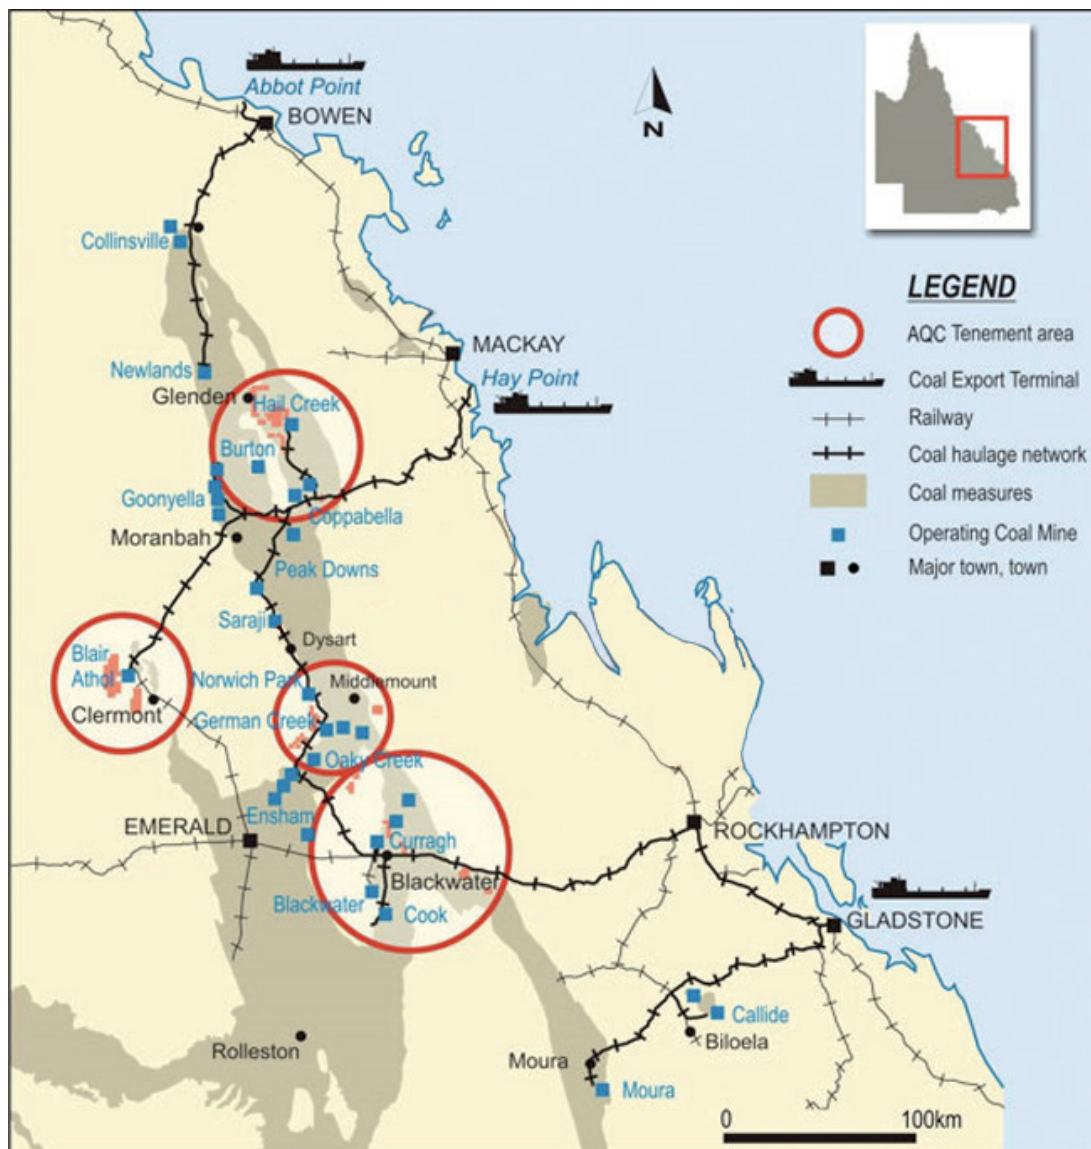 Abbot Point
BOWEN
N
Collinsville
MACKAY
Hay Point
Newlands
Glenden
Hail Creek
Burton
Goonyella
Coppabella
Moranbah
Peak Downs
Saraji
Dysart
Blair
Athol
Clermont
Norwich Park
Middlemount
German Creek
Oaky Creek
Ensham
EMERALD
Curragh
Blackwater
Blackwater
Cook
ROCKHAMPTON
GLADSTONE
Callide
Biloela
Rolleston
Moura
Moura
LEGEND
AQC Tenement area
Coal Export Terminal
Railway
Coal haulage network
Coal measures
Operating Coal Mine
Major town, town
0 100km